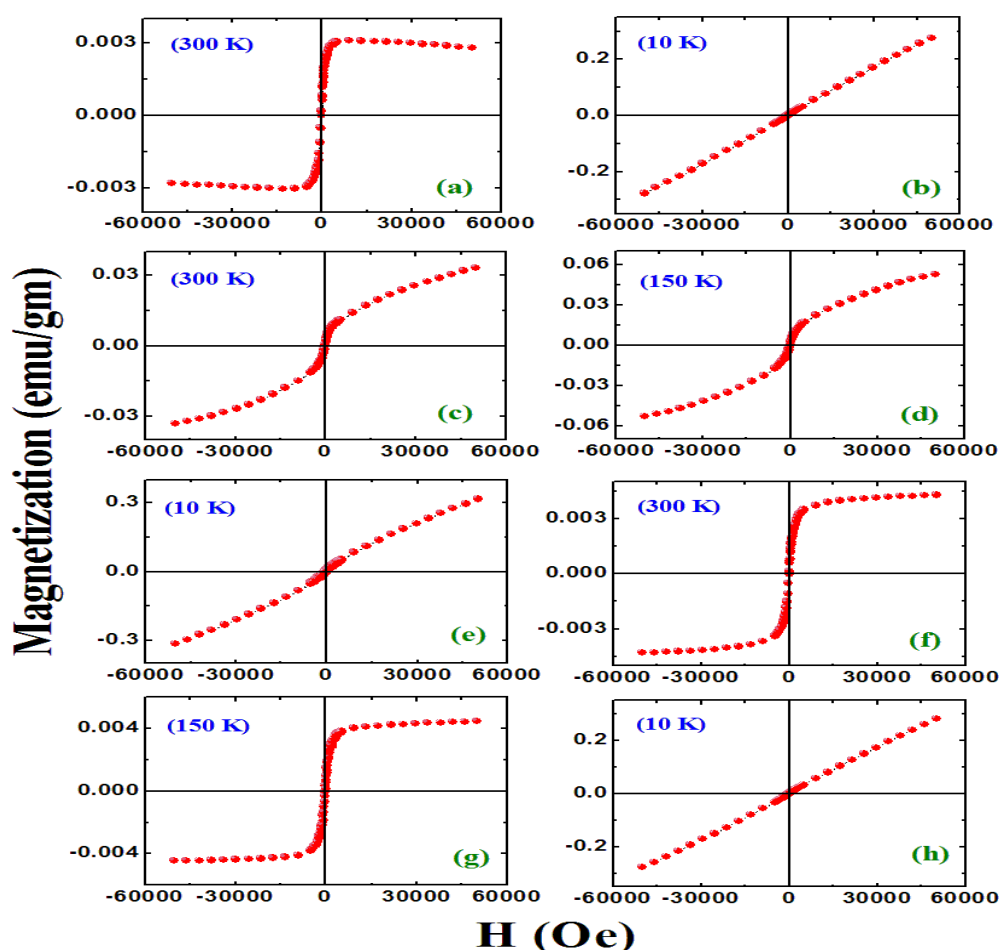 Magnetization (emu/gm)
0.003
0.000
-0.003
(300 K)
(a)
-60000 -30000 0 30000 60000
0.2
0.0
-0.2
(10 K)
(b)
-60000 -30000 0 30000 60000
0.03
0.00
-0.03
(300 K)
(c)
-60000 -30000 0 30000 60000
0.06
0.03
0.00
-0.03
-0.06
(150 K)
(d)
-60000 -30000 0 30000 60000
0.3
0.0
-0.3
(10 K)
(e)
-60000 -30000 0 30000 60000
0.003
0.000
-0.003
(300 K)
(f)
-60000 -30000 0 30000 60000
0.004
0.000
-0.004
(150 K)
(g)
-60000 -30000 0 30000 60000
0.2
0.0
-0.2
(10 K)
(h)
-60000 -30000 0 30000 60000
H (Oe)